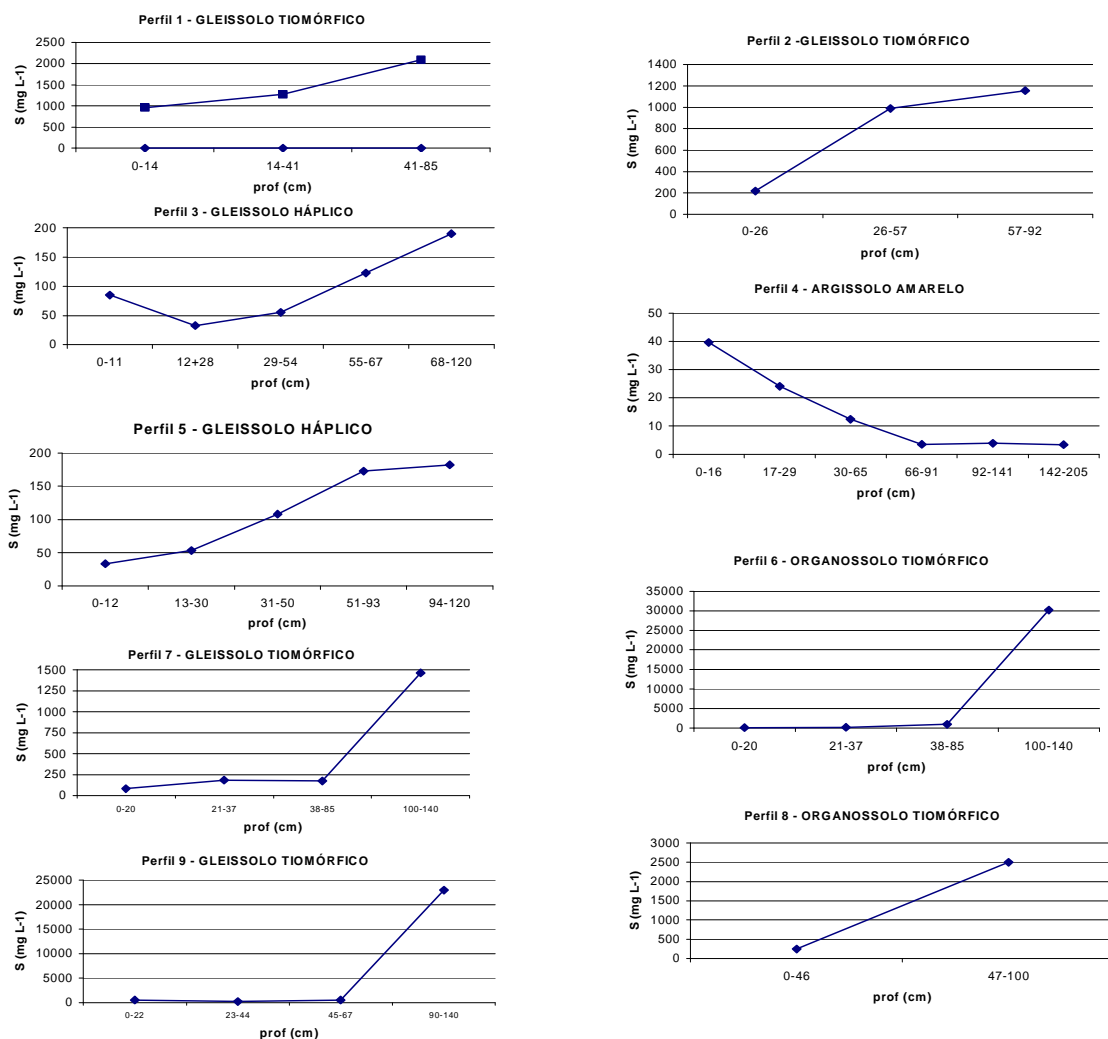 Perfil 1 - GLEISSOLO TIOMÓRFICO
2500
2000
1500
1000
500
0
S (mg L-1)
0-14 14-41 41-85
prof (cm)
Perfil 2 -GLEISSOLO TIOMÓRFICO
1400
1200
1000
800
600
400
200
0
S (mg L-1)
0-26 26-57 57-92
prof (cm)
Perfil 3 - GLEISSOLO HÁPLICO
200
150
100
50
0
S (mg L-1)
0-11 12+28 29-54 55-67 68-120
prof (cm)
Perfil 4 - ARGISSOLO AMARELO
50
40
30
20
10
0
S (mg L-1)
0-16 17-29 30-65 66-91 92-141 142-205
prof (cm)
Perfil 5 - GLEISSOLO HÁPLICO
200
150
100
50
0
S (mg L-1)
0-12 13-30 31-50 51-93 94-120
prof (cm)
Perfil 6 - ORGANOSSOLO TIOMÓRFICO
35000
30000
25000
20000
15000
10000
5000
0
S (mg L-1)
0-20 21-37 38-85 100-140
prof (cm)
Perfil 7 - GLEISSOLO TIOMÓRFICO
1500
1250
1000
750
500
250
0
S (mg L-1)
0-20 21-37 38-85 100-140
prof (cm)
Perfil 8 - ORGANOSSOLO TIOMÓRFICO
3000
2500
2000
1500
1000
500
0
S (mg L-1)
0-46 47-100
prof (cm)
Perfil 9 - GLEISSOLO TIOMÓRFICO
25000
20000
15000
10000
5000
0
S (mg L-1)
0-22 23-44 45-67 90-140
prof (cm)